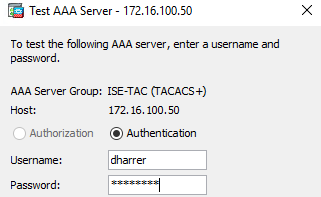 Test AAA Server - 172.16.100.50
To test the following AAA server, enter a username and
password.
AAA Server Group: ISE-TAC (TACACS+)
Host: 172.16.100.50
Authorization Authentication
Username: dharrer
Password: ********